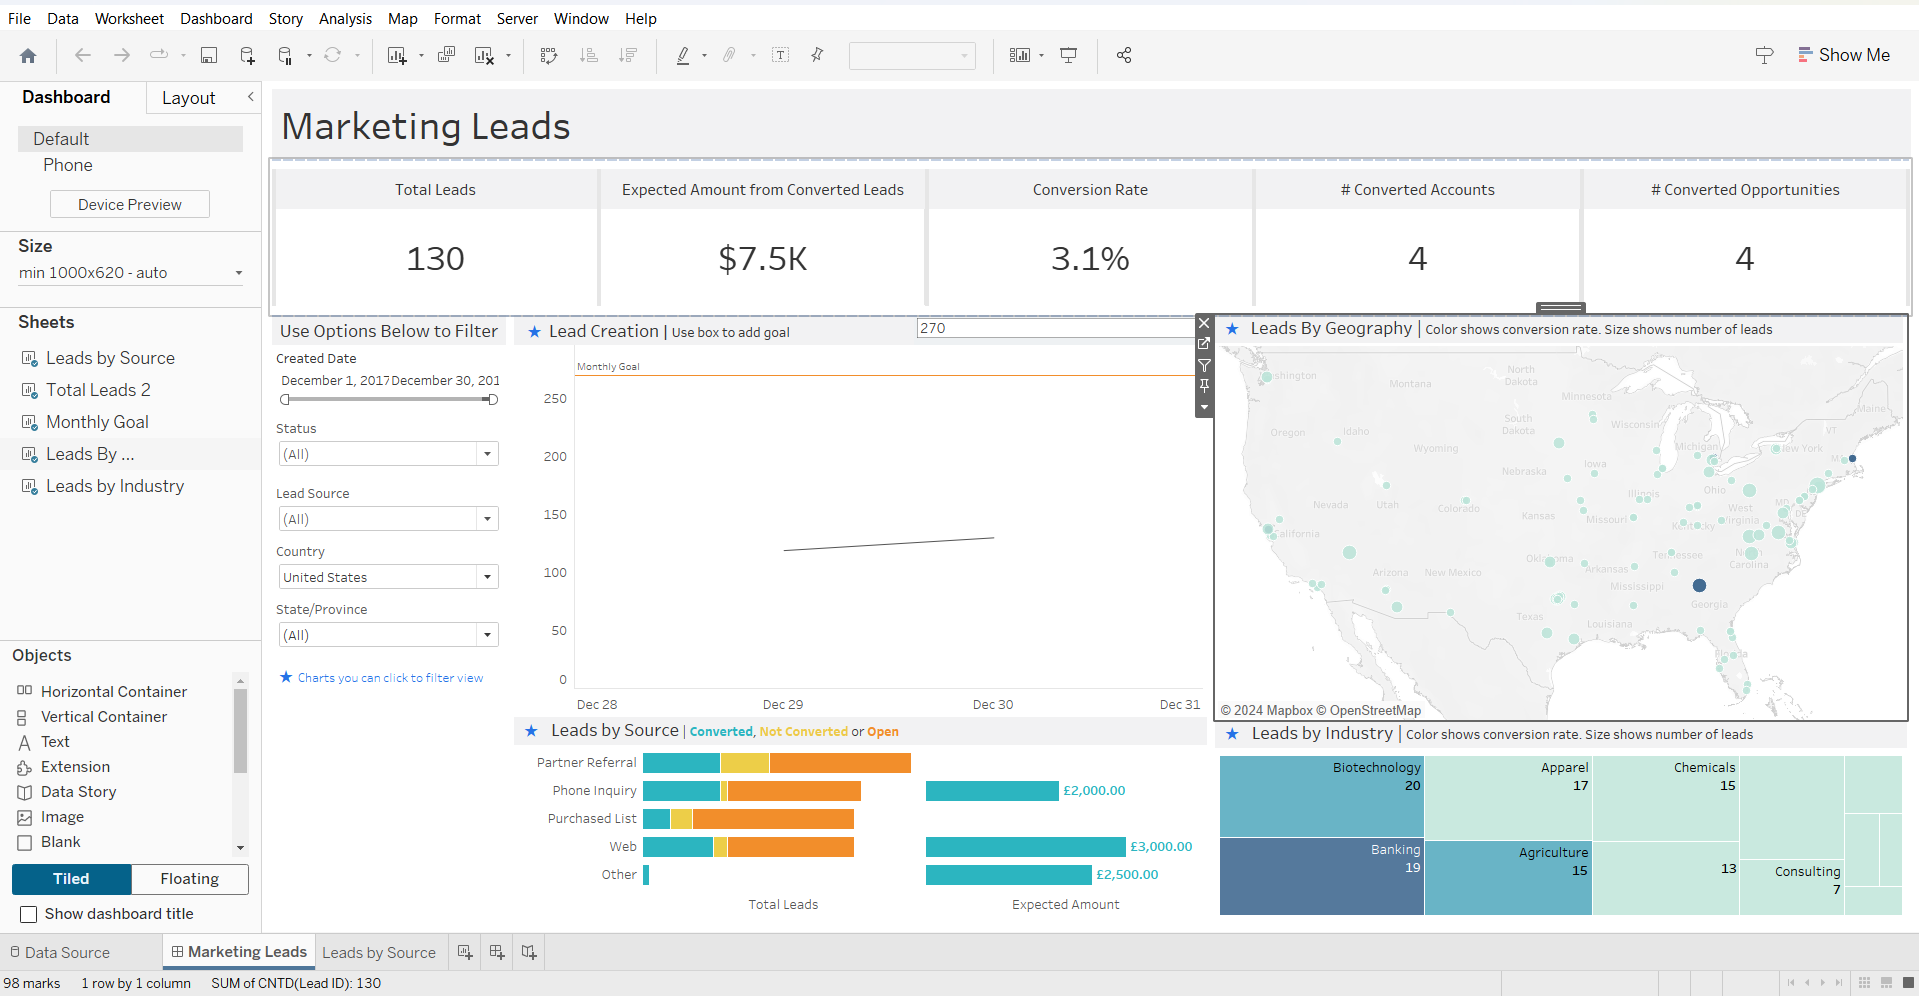 File Data Worksheet Dashboard Story Analysis Map Format Server Window Help
Show Me
Dashboard
Layout
Default
Phone
Device Preview
Size
min 1000x620 - auto
Sheets
Leads by Source
Total Leads 2
Monthly Goal
Leads By ...
Leads by Industry
Objects
Horizontal Container
Vertical Container
Text
Extension
Data Story
Image
Blank
Tiled
Floating
Show dashboard title
Marketing Leads
Total Leads
130
Expected Amount from Converted Leads
$7.5K
Conversion Rate
3.1%
# Converted Accounts
4
# Converted Opportunities
4
Use Options Below to Filter
Created Date
December 1, 2017 December 30, 201
Status
(All)
Lead Source
(All)
Country
United States
State/Province
(All)
Charts you can click to filter view
Lead Creation | Use box to add goal
270
Monthly Goal
250
200
150
100
50
0
Dec 28
Dec 29
Dec 30
Dec 31
Leads By Geography | Color shows conversion rate. Size shows number of leads
Montana
North
Dakota
Minnesota
Maine
Oregon
Idaho
South
Dakota
Wisconsin
VT
Wyoming
Michigan
New York
Nebraska
Iowa
Nevada
Utah
Colorado
Illinois
Ohio
Kansas
Missouri
West
Virginia
DE
California
Kentucky
Oklahoma
Tennessee
Arizona
New Mexico
Arkansas
Carolina
Mississippi
Georgia
Texas
Louisiana
© 2024 Mapbox © OpenStreetMap
Leads by Source | Converted, Not Converted or Open
Partner Referral
Phone Inquiry
£2,000.00
Purchased List
Web
£3,000.00
Other
£2,500.00
Total Leads
Expected Amount
Leads by Industry | Color shows conversion rate. Size shows number of leads
Biotechnology
20
Apparel
17
Chemicals
15
Banking
19
Agriculture
15
13
Consulting
7
Data Source
Marketing Leads
Leads by Source
98 marks 1 row by 1 column SUM of CNTD(Lead ID): 130